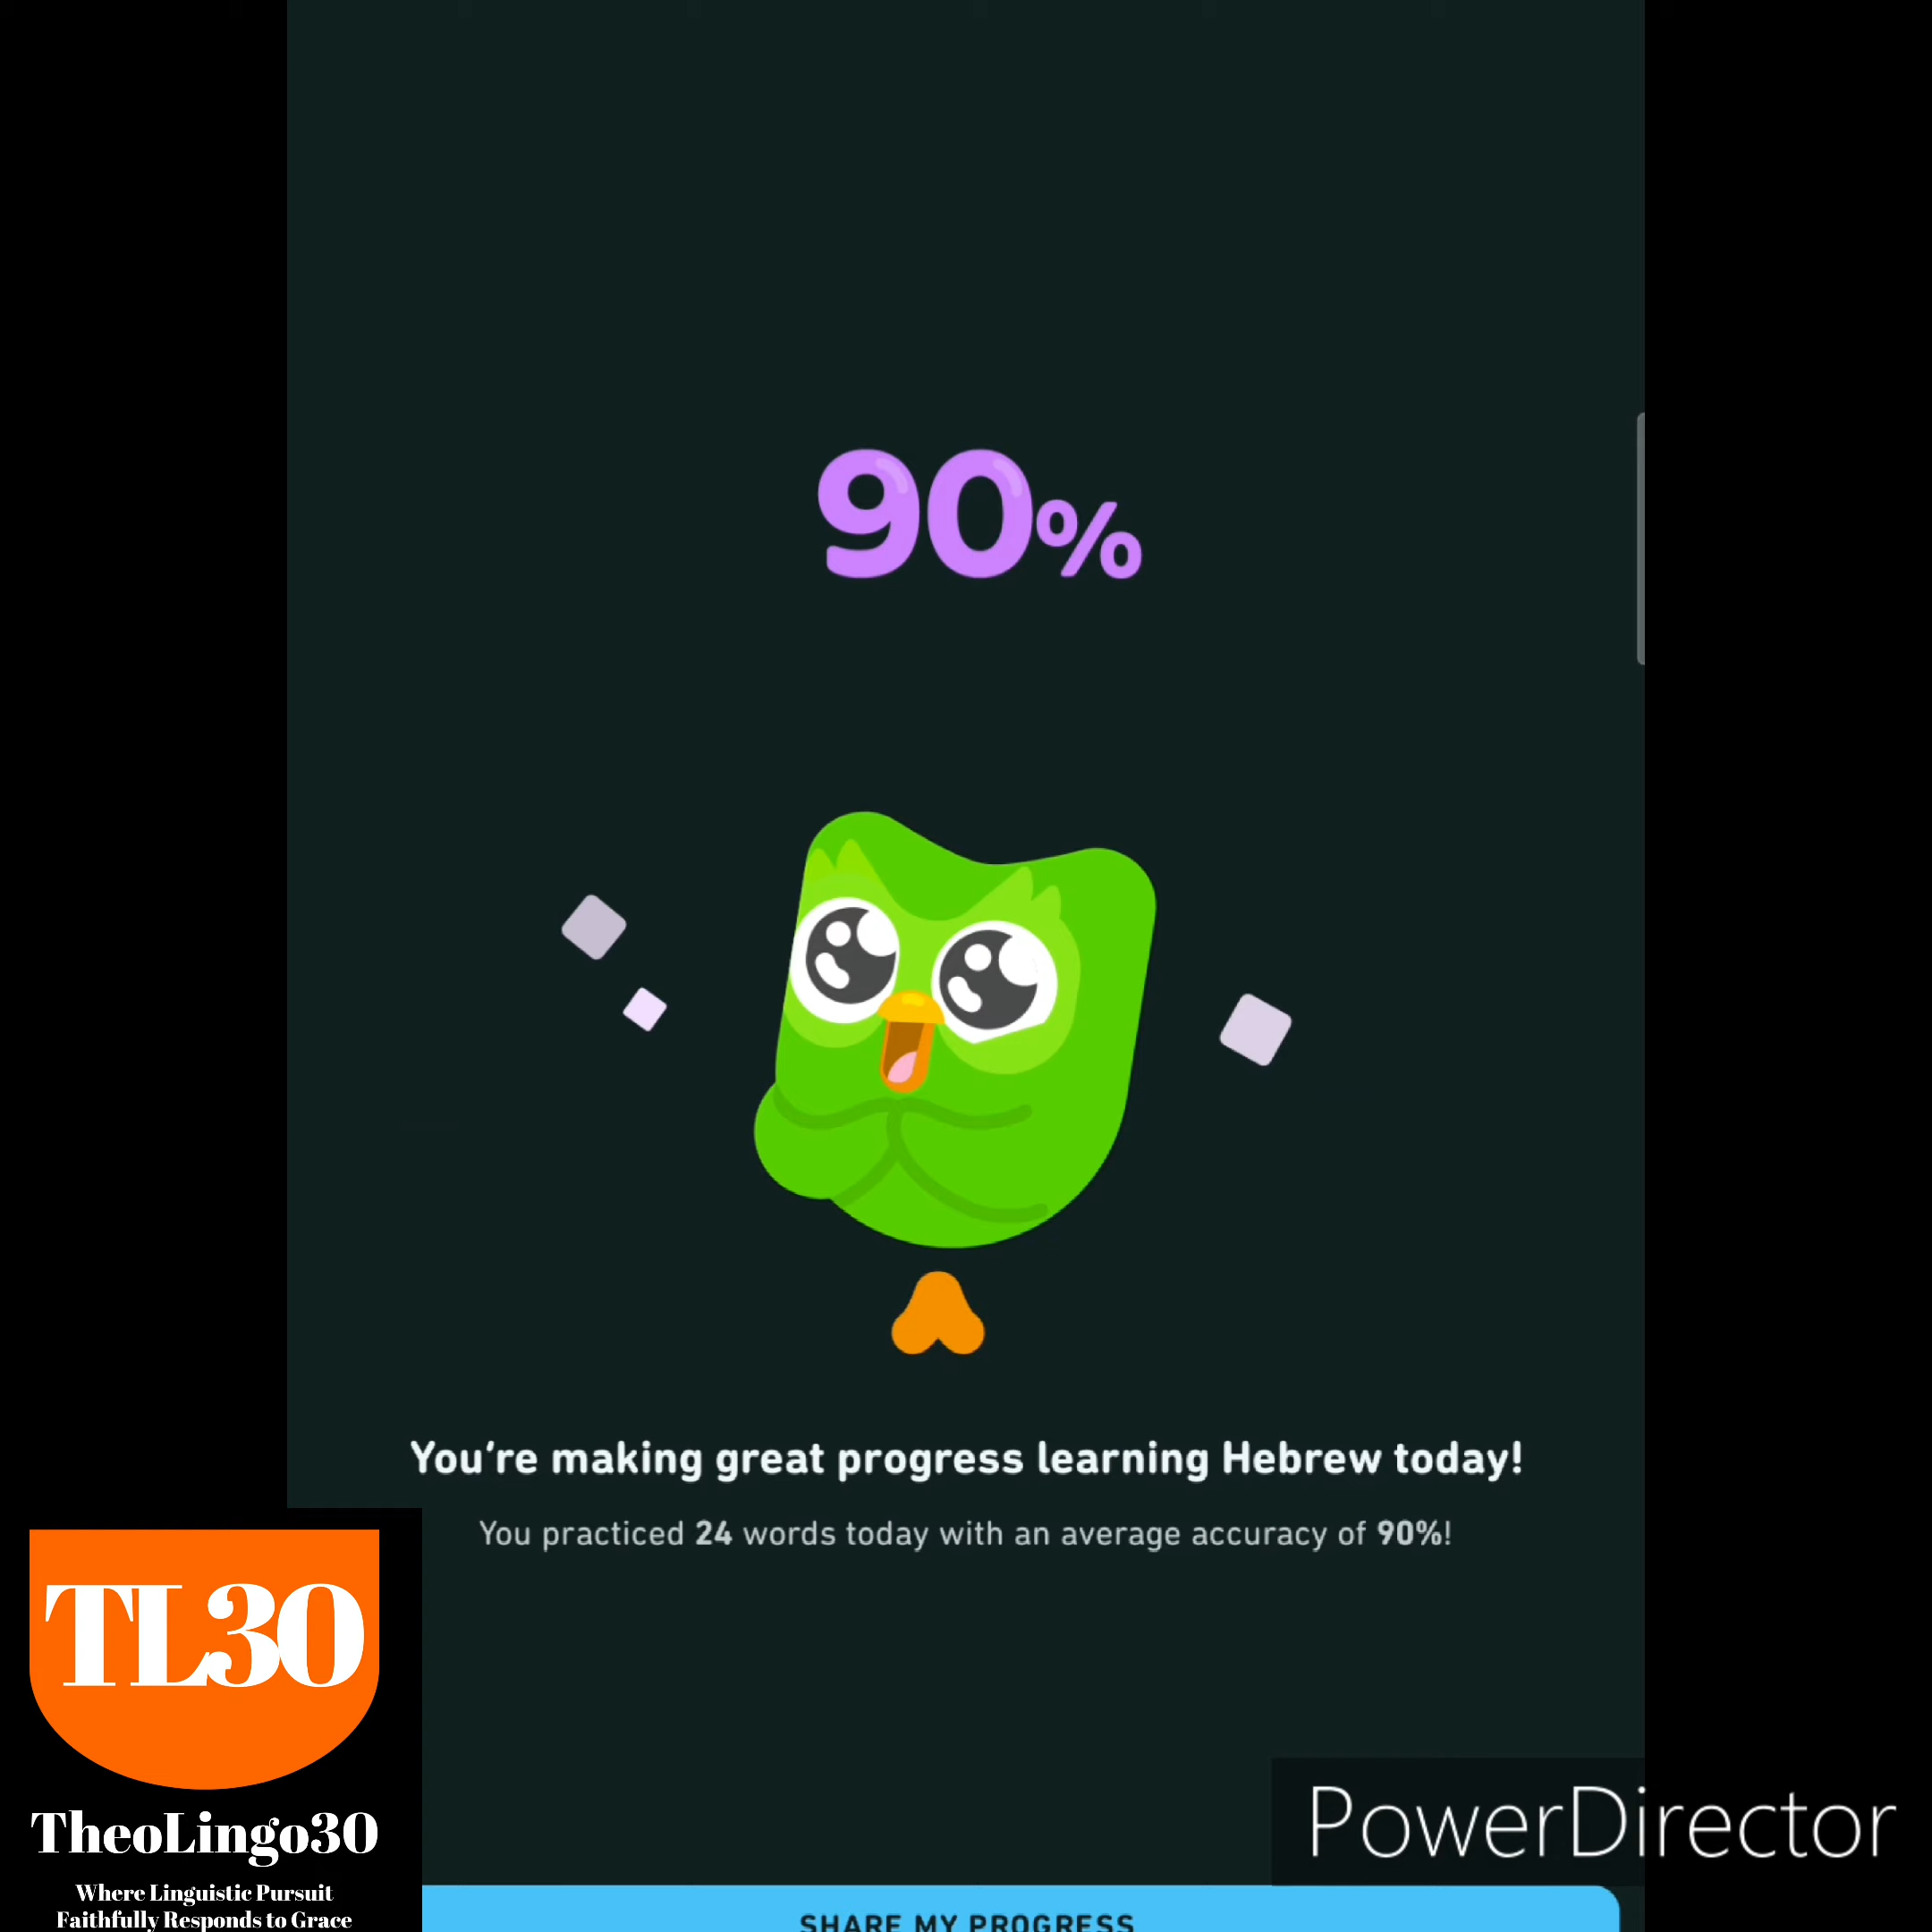 90%
You're making great progress learning Hebrew today!
You practiced 24 words today with an average accuracy of 90%!
TL30
TheoLingo30
Where Linguistic Pursuit
Faithfully Responds to Grace
PowerDirector
SHARE MY PROGRESS